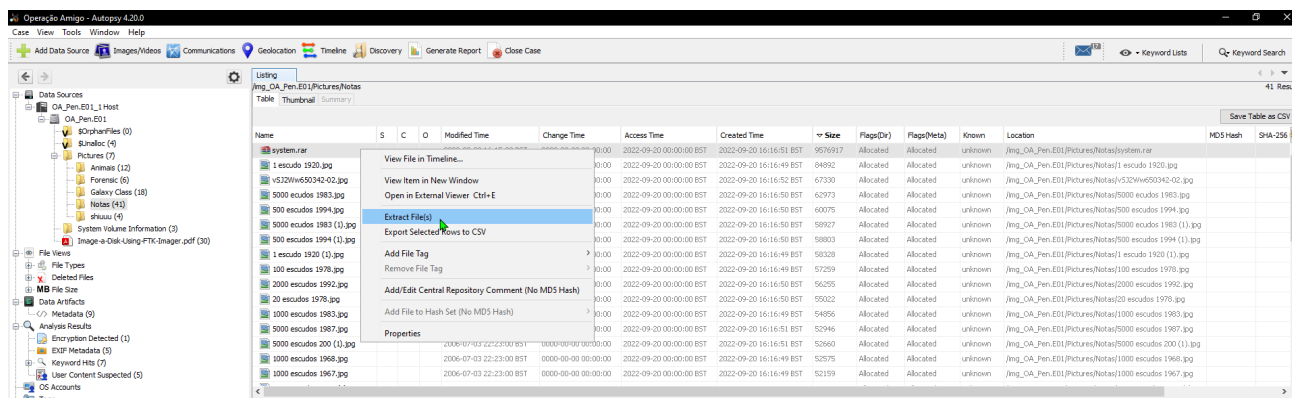 Operação Amigo - Autopsy 4.20.0
Case View Tools Window Help
Add Data Source Images/Videos Communications Geolocation Timeline Discovery Generate Report Close Case 17 Keyword Lists Keyword Search
Listing
/img_OA_Pen.E01/Pictures/Notas
41 Resu
Table Thumbnail Summary
Save Table as CSV
Data Sources
OA_Pen.E01_1 Host
OA_Pen.E01
$OrphanFiles (0)
$Unalloc (4)
Pictures (7)
Animais (12)
Forensic (6)
Galaxy Class (18)
Notas (41)
shiuuu (4)
System Volume Information (3)
Image-a-Disk-Using-FTK-Imager.pdf (30)
File Views
File Types
Deleted Files
MB File Size
Data Artifacts
Metadata (9)
Analysis Results
Encryption Detected (1)
EXIF Metadata (5)
Keyword Hits (7)
User Content Suspected (5)
OS Accounts
Name S C O Modified Time Change Time Access Time Created Time Size Flags(Dir) Flags(Meta) Known Location MD5 Hash SHA-256
system.rar 2022-09-20 00:00:00 BST 2022-09-20 16:16:51 BST 9576917 Allocated Allocated unknown /img_OA_Pen.E01/Pictures/Notas/system.rar
1 escudo 1920.jpg 00:00 2022-09-20 00:00:00 BST 2022-09-20 16:16:49 BST 84892 Allocated Allocated unknown /img_OA_Pen.E01/Pictures/Notas/1 escudo 1920.jpg
vSJ2Ww650342-02.jpg 00:00 2022-09-20 00:00:00 BST 2022-09-20 16:16:52 BST 67330 Allocated Allocated unknown /img_OA_Pen.E01/Pictures/Notas/vSJ2Ww650342-02.jpg
5000 ecudos 1983.jpg 00:00 2022-09-20 00:00:00 BST 2022-09-20 16:16:50 BST 62973 Allocated Allocated unknown /img_OA_Pen.E01/Pictures/Notas/5000 ecudos 1983.jpg
500 escudos 1994.jpg 00:00 2022-09-20 00:00:00 BST 2022-09-20 16:16:50 BST 60075 Allocated Allocated unknown /img_OA_Pen.E01/Pictures/Notas/500 escudos 1994.jpg
5000 ecudos 1983 (1).jpg 00:00 2022-09-20 00:00:00 BST 2022-09-20 16:16:50 BST 58927 Allocated Allocated unknown /img_OA_Pen.E01/Pictures/Notas/5000 ecudos 1983 (1).jpg
500 escudos 1994 (1).jpg 00:00 2022-09-20 00:00:00 BST 2022-09-20 16:16:50 BST 58803 Allocated Allocated unknown /img_OA_Pen.E01/Pictures/Notas/500 escudos 1994 (1).jpg
1 escudo 1920 (1).jpg 00:00 2022-09-20 00:00:00 BST 2022-09-20 16:16:49 BST 58328 Allocated Allocated unknown /img_OA_Pen.E01/Pictures/Notas/1 escudo 1920 (1).jpg
100 escudos 1978.jpg 00:00 2022-09-20 00:00:00 BST 2022-09-20 16:16:49 BST 57259 Allocated Allocated unknown /img_OA_Pen.E01/Pictures/Notas/100 escudos 1978.jpg
2000 escudos 1992.jpg 00:00 2022-09-20 00:00:00 BST 2022-09-20 16:16:50 BST 56255 Allocated Allocated unknown /img_OA_Pen.E01/Pictures/Notas/2000 escudos 1992.jpg
20 escudos 1978.jpg 00:00 2022-09-20 00:00:00 BST 2022-09-20 16:16:50 BST 55022 Allocated Allocated unknown /img_OA_Pen.E01/Pictures/Notas/20 escudos 1978.jpg
1000 escudos 1983.jpg 00:00 2022-09-20 00:00:00 BST 2022-09-20 16:16:49 BST 54856 Allocated Allocated unknown /img_OA_Pen.E01/Pictures/Notas/1000 escudos 1983.jpg
5000 escudos 1987.jpg 00:00 2022-09-20 00:00:00 BST 2022-09-20 16:16:51 BST 52946 Allocated Allocated unknown /img_OA_Pen.E01/Pictures/Notas/5000 escudos 1987.jpg
5000 escudos 200 (1).jpg 2006-07-03 22:23:00 BST 0000-00-00 00:00:00 2022-09-20 00:00:00 BST 2022-09-20 16:16:51 BST 52660 Allocated Allocated unknown /img_OA_Pen.E01/Pictures/Notas/5000 escudos 200 (1).jpg
1000 escudos 1968.jpg 2006-07-03 22:23:00 BST 0000-00-00 00:00:00 2022-09-20 00:00:00 BST 2022-09-20 16:16:49 BST 52575 Allocated Allocated unknown /img_OA_Pen.E01/Pictures/Notas/1000 escudos 1968.jpg
1000 escudos 1967.jpg 2006-07-03 22:23:00 BST 0000-00-00 00:00:00 2022-09-20 00:00:00 BST 2022-09-20 16:16:49 BST 52159 Allocated Allocated unknown /img_OA_Pen.E01/Pictures/Notas/1000 escudos 1967.jpg
View File in Timeline...
View Item in New Window
Open in External Viewer Ctrl+E
Extract File(s)
Export Selected Rows to CSV
Add File Tag
Remove File Tag
Add/Edit Central Repository Comment (No MD5 Hash)
Add File to Hash Set (No MD5 Hash)
Properties